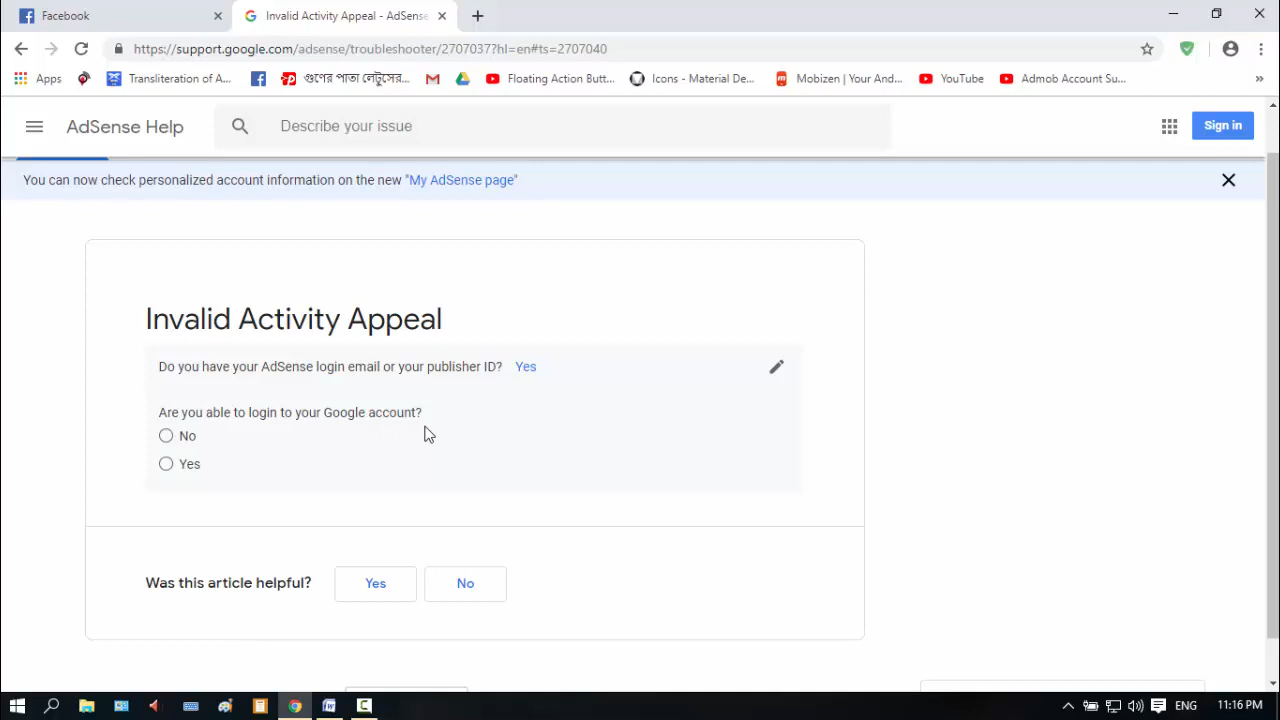 Facebook
Invalid Activity Appeal - AdSense
https://support.google.com/adsense/troubleshooter/2707037?hl=en#ts=2707040
Apps
Transliteration of A...
গুণের পাতা লেটুসের...
Floating Action Butt...
Icons - Material De...
Mobizen | Your And...
YouTube
Admob Account Su...
»
AdSense Help
Describe your issue
Sign in
You can now check personalized account information on the new "My AdSense page"
Invalid Activity Appeal
Do you have your AdSense login email or your publisher ID? Yes
Are you able to login to your Google account?
No
Yes
Was this article helpful?
Yes
No
ENG
11:16 PM